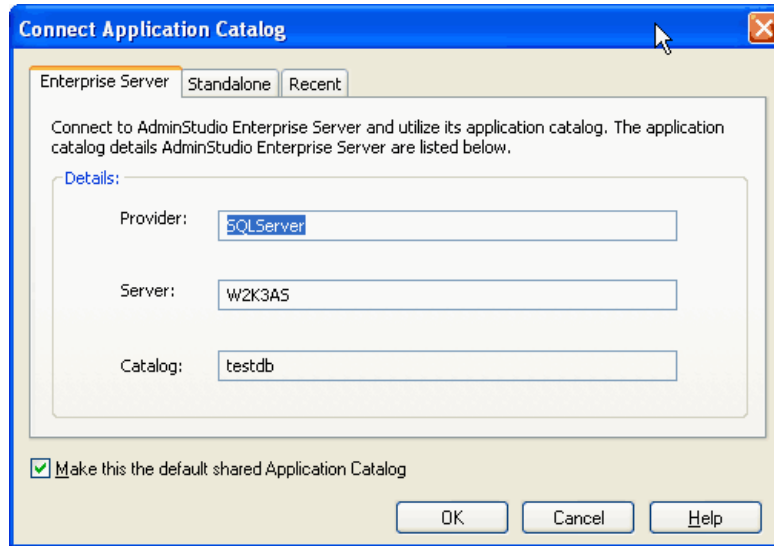 Connect Application Catalog
Enterprise Server Standalone Recent
Connect to AdminStudio Enterprise Server and utilize its application catalog. The application
catalog details AdminStudio Enterprise Server are listed below.
Details:
Provider: SQLServer
Server: W2K3AS
Catalog: testdb
Make this the default shared Application Catalog
OK Cancel Help